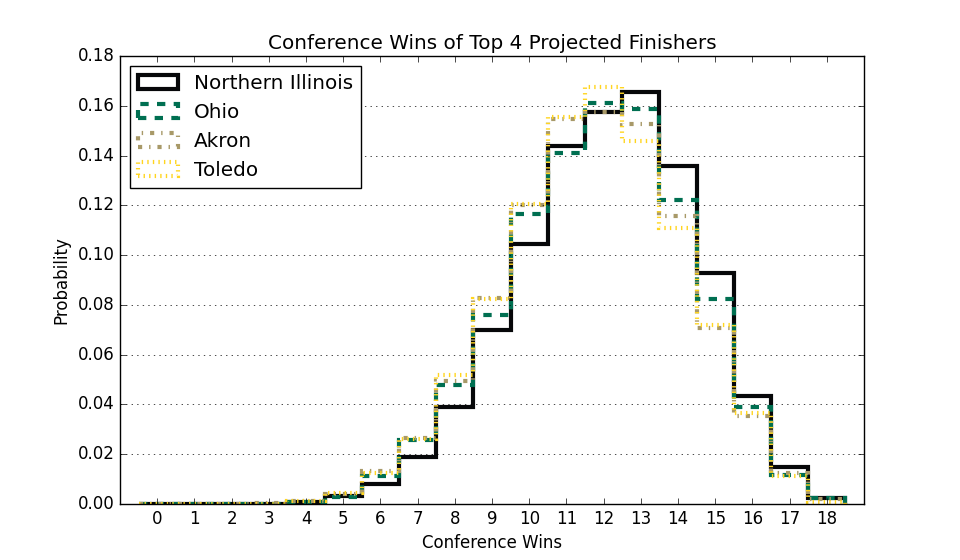 Conference Wins of Top 4 Projected Finishers
0.18
0.16
0.14
0.12
0.10
0.08
0.06
0.04
0.02
0.00
Probability
Northern Illinois
Ohio
Akron
Toledo
0 1 2 3 4 5 6 7 8 9 10 11 12 13 14 15 16 17 18
Conference Wins